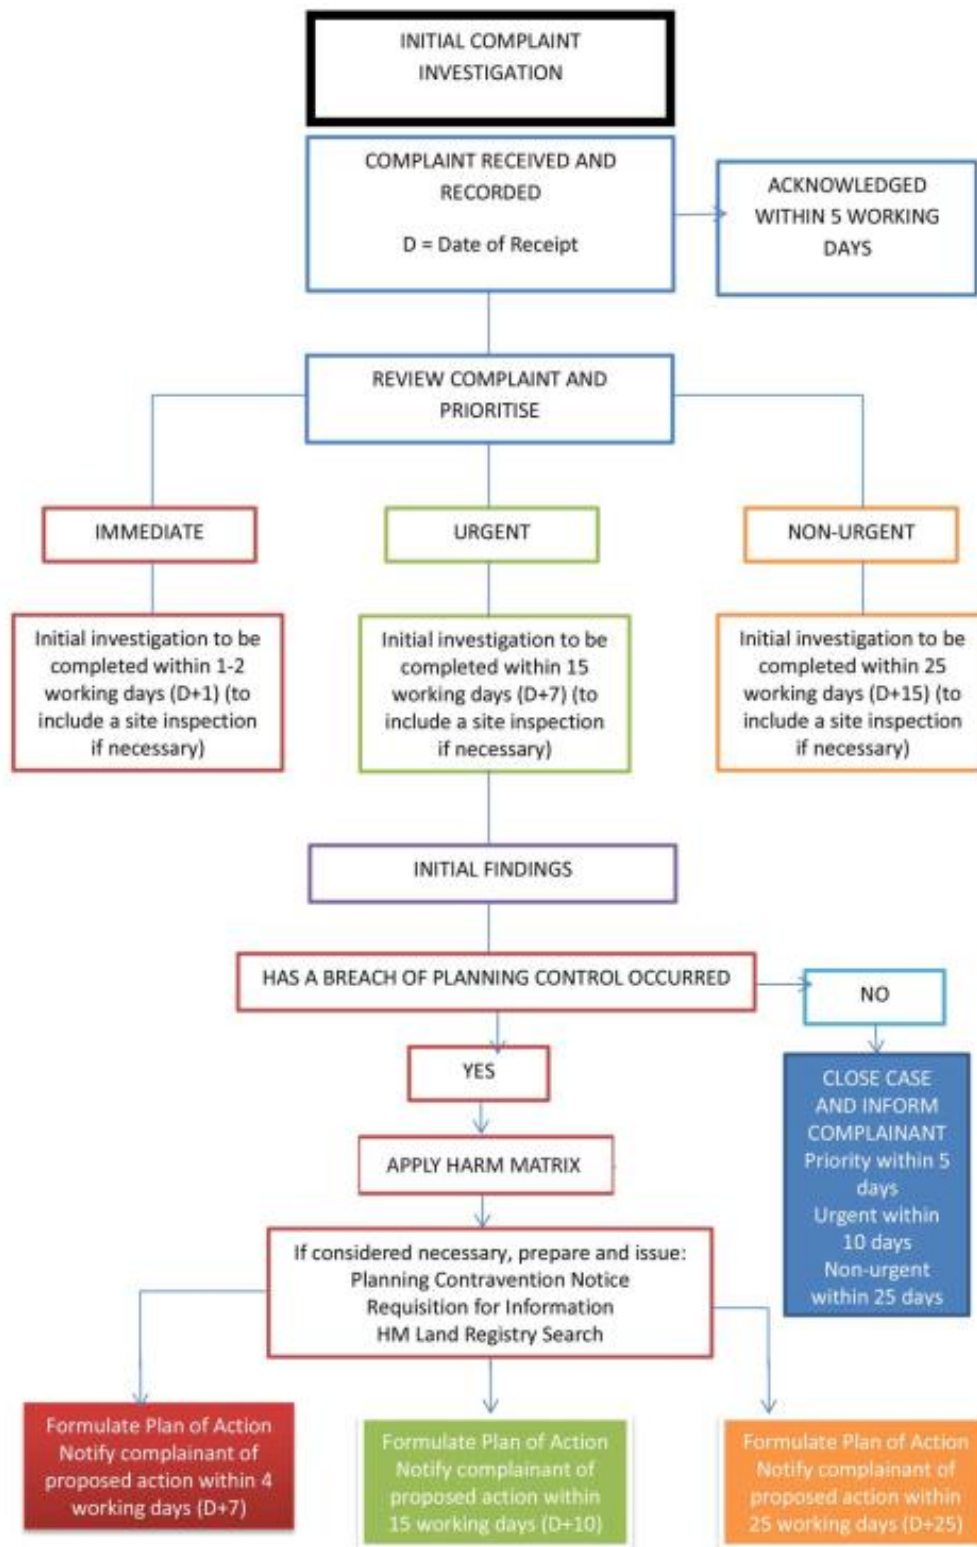 INITIAL COMPLAINT
INVESTIGATION
COMPLAINT RECEIVED AND
RECORDED
D = Date of Receipt
ACKNOWLEDGED
WITHIN 5 WORKING
DAYS
REVIEW COMPLAINT AND
PRIORITISE
IMMEDIATE
URGENT
NON-URGENT
Initial investigation to be
completed within 1-2
working days (D+1) (to
include a site inspection
if necessary)
Initial investigation to be
completed within 15
working days (D+7) (to
include a site inspection
if necessary)
Initial investigation to be
completed within 25
working days (D+15) (to
include a site inspection
if necessary)
INITIAL FINDINGS
HAS A BREACH OF PLANNING CONTROL OCCURRED
NO
YES
CLOSE CASE
AND INFORM
COMPLAINANT
Priority within 5
days
Urgent within
10 days
Non-urgent
within 25 days
APPLY HARM MATRIX
If considered necessary, prepare and issue:
Planning Contravention Notice
Requisition for Information
HM Land Registry Search
Formulate Plan of Action
Notify complainant of
proposed action within 4
working days (D+7)
Formulate Plan of Action
Notify complainant of
proposed action within
15 working days (D+10)
Formulate Plan of Action
Notify complainant of
proposed action within
25 working days (D+25)